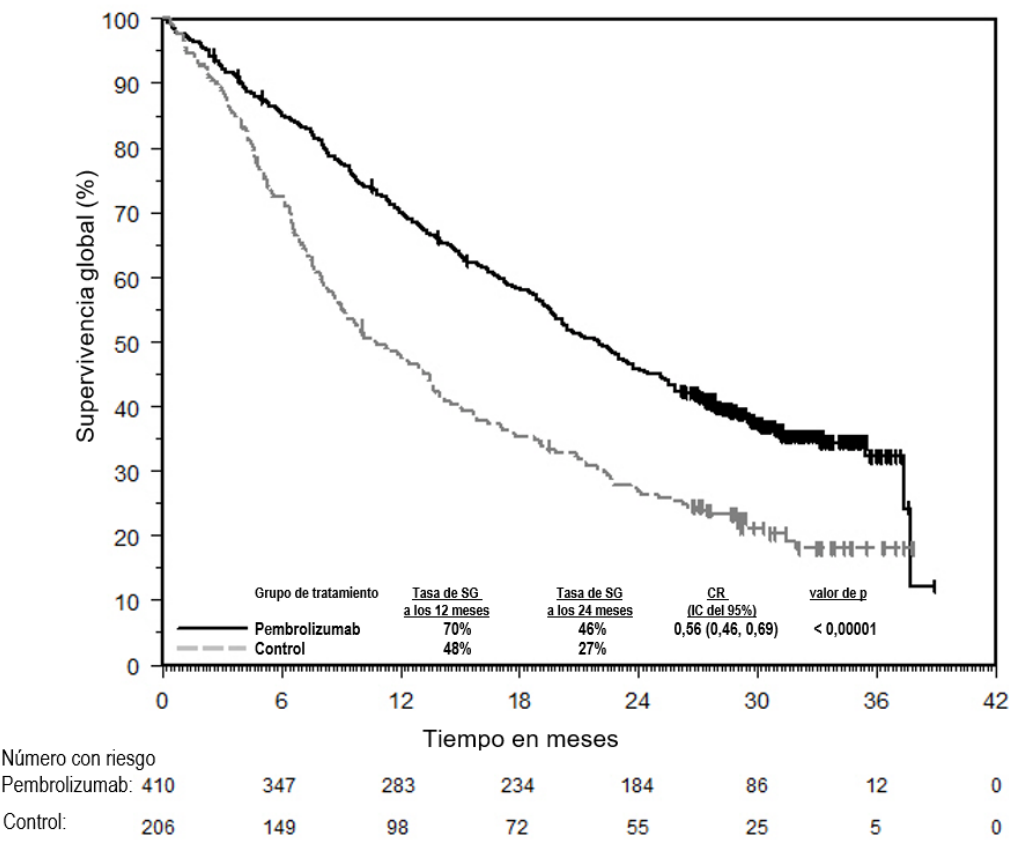 100
90
80
70
60
50
40
30
20
10
0
Supervivencia global (%)
Grupo de tratamiento Tasa de SG Tasa de SG CR valor de p
a los 12 meses a los 24 meses (IC del 95%)
Pembrolizumab 70% 46% 0,56 (0,46, 0,69) < 0,00001
Control 48% 27%
0 6 12 18 24 30 36 42
Tiempo en meses
Número con riesgo
Pembrolizumab: 410 347 283 234 184 86 12 0
Control: 206 149 98 72 55 25 5 0